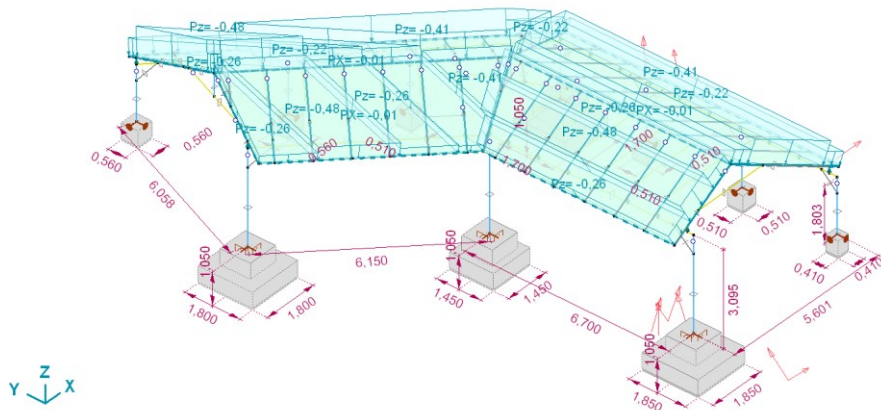 Pz= -0,48
Pz= -0,41
Pz= -0,22
Pz= -0,22
Pz= -0,26
PX= -0,01
Pz= -0,41
Pz= -0,41
Pz= -0,22
Pz= -0,26
Pz= -0,48
PX= -0,01
Pz= -0,26
PX= -0,01
Pz= -0,48
Pz= -0,26
1,050
1,700
0,510
0,560
0,510
1,700
0,510
Pz= -0,26
0,560
0,560
6,058
0,510
0,510
1,803
0,410
0,410
1,050
6,150
1,050
1,800
1,800
1,450
1,450
6,700
3,095
5,601
1,050
1,850
1,850
Z
Y
X